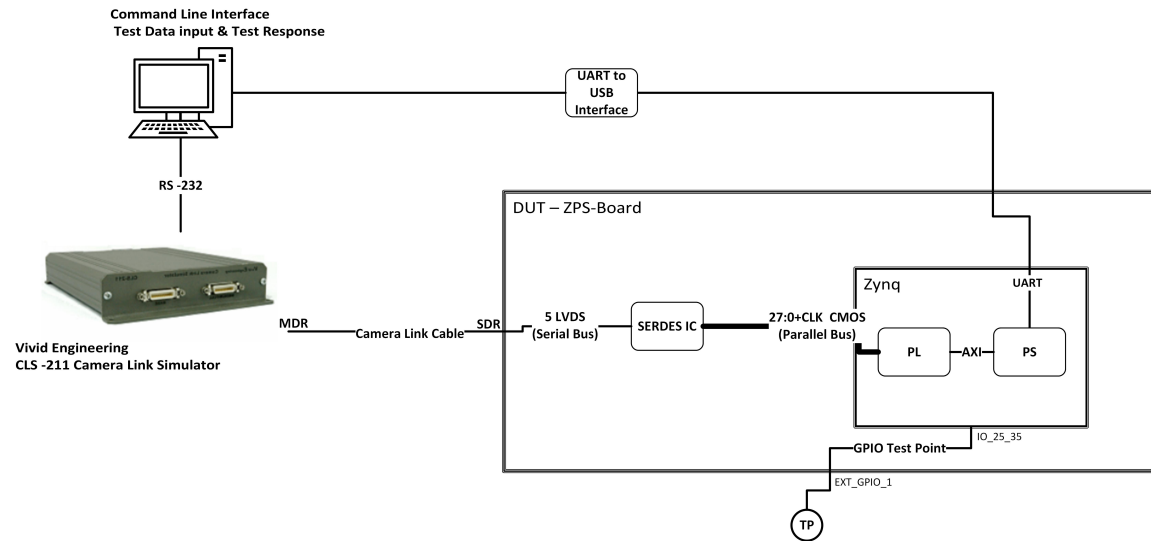 Command Line Interface
Test Data input & Test Response
UART to
USB
Interface
RS -232
DUT – ZPS-Board
Zynq
UART
MDR
Camera Link Cable
SDR
5 LVDS
(Serial Bus)
SERDES IC
27:0+CLK  CMOS
(Parallel Bus)
PL
AXI
PS
Vivid Engineering
CLS -211 Camera Link Simulator
IO_25_35
GPIO Test Point
EXT_GPIO_1
TP